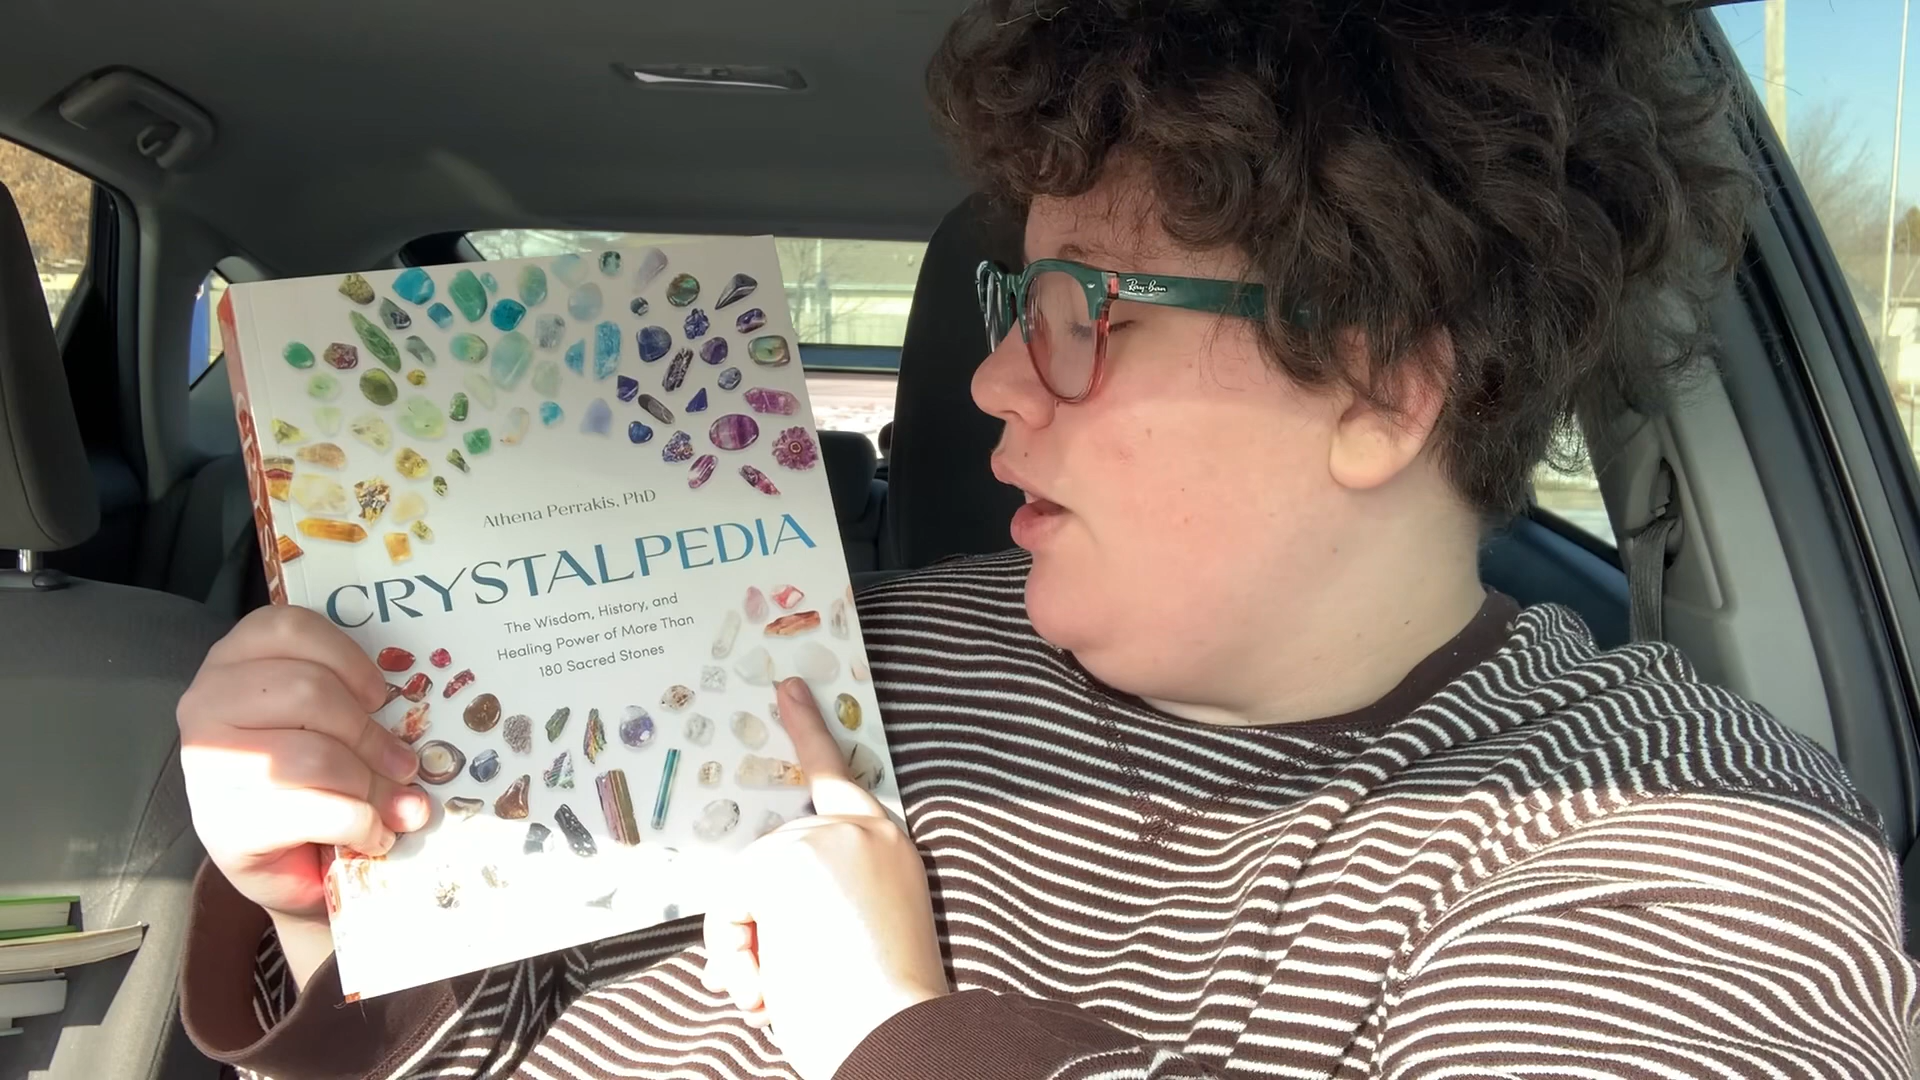 Athena Perrakis, PhD
CRYSTALPEDIA
The Wisdom, History, and
Healing Power of More Than
180 Sacred Stones
Ray-Ban